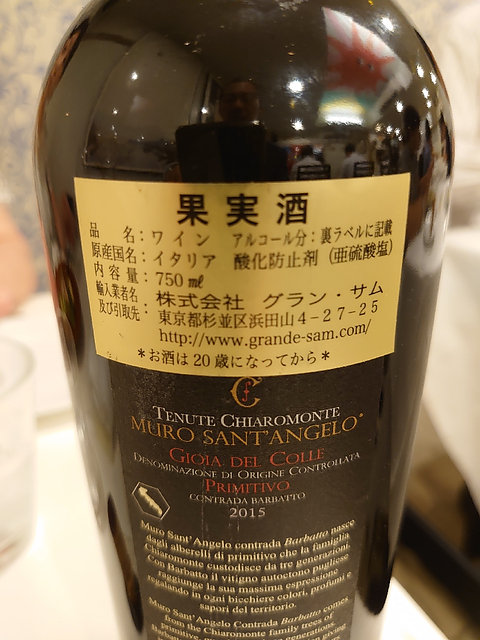 果実酒
品名：ワイン アルコール分：裏ラベルに記載
原産国名：イタリア 酸化防止剤（亜硫酸塩）
内容量：750㎖
輸入業者名及び引取先：株式会社 グラン・サム
東京都杉並区浜田山4-27-25
http://www.grande-sam.com/
＊お酒は20歳になってから＊
TENUTE CHIAROMONTE
MURO SANT'ANGELO
GIOIA DEL COLLE
DENOMINAZIONE DI ORIGINE CONTROLLATA
PRIMITIVO
CONTRADA BARBATTO
2015
Muro Sant'Angelo contrada Barbatto nasce
dagli alberelli di primitivo che la famiglia
Chiaromonte custodisce da tre generazioni.
Con Barbatto il vitigno autoctono pugliese
raggiunge la sua massima espressione
regalando in ogni bicchiere colori, profumi e
sapori del territorio.
Muro Sant'Angelo contrada Barbatto comes
from the Chiaromonte family trees of